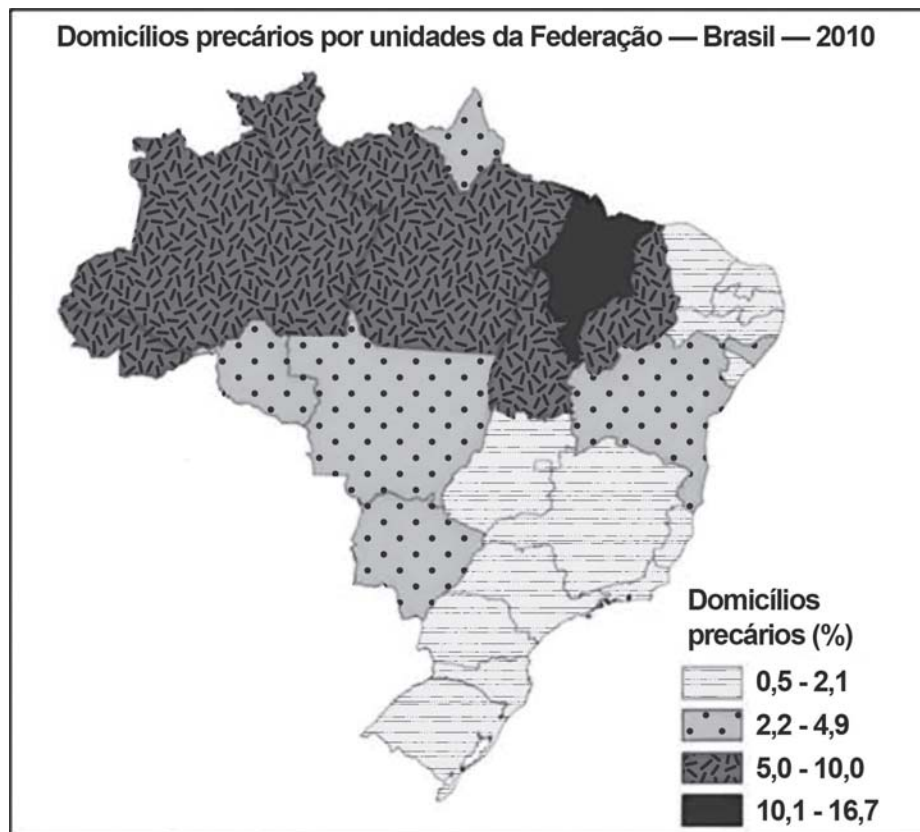 Domicílios precários por unidades da Federação — Brasil — 2010
Domicílios
precários (%)
0,5 - 2,1
2,2 - 4,9
5,0 - 10,0
10,1 - 16,7